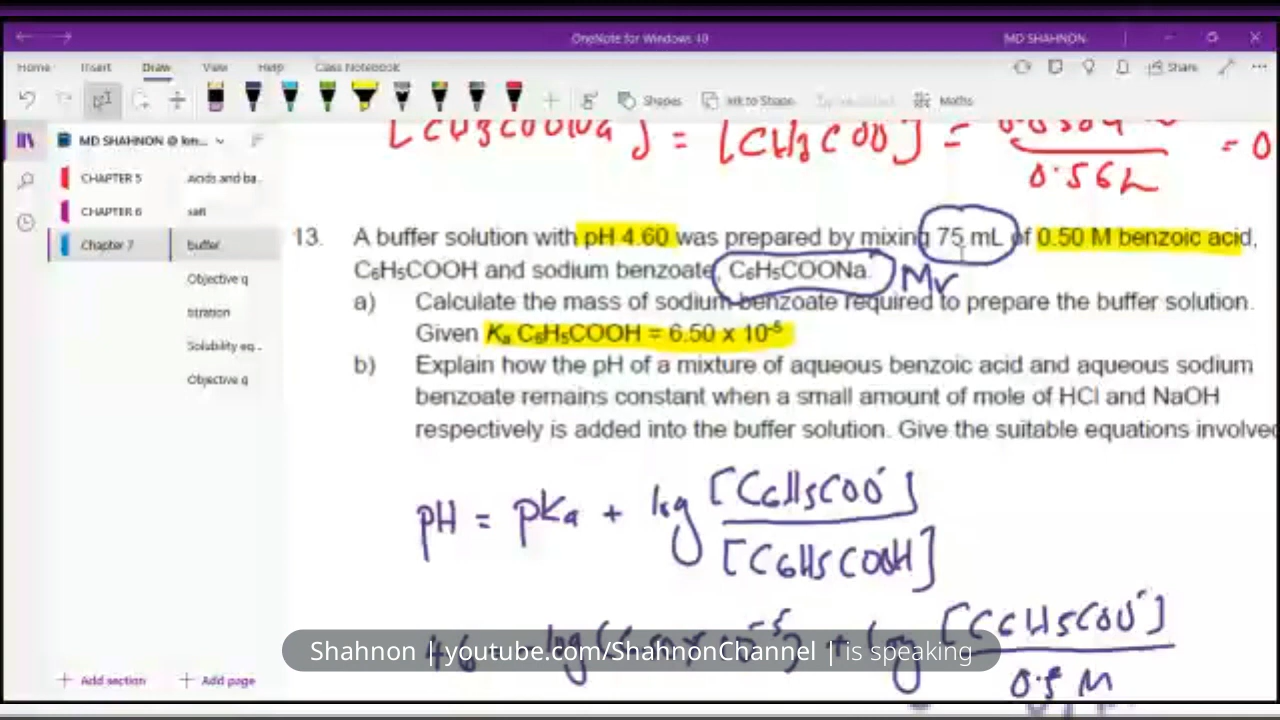 OneNote for Windows 10
MD SHAHNON
Home Insert Draw View Help Class Notebook
Share
Shapes Ink to Shape Maths
MD SHAHNON @ km...
CHAPTER 5
CHAPTER 6
Chapter 7
Acids and ba..
salt
buffer
Objective q
titration
Solubility eq..
Objective q
Add section
Add page
[CH3COONa] = [CH3COO] =
0.56L
= 0
13. A buffer solution with pH 4.60 was prepared by mixing 75 mL of 0.50 M benzoic acid,
C₆H₅COOH and sodium benzoate, C₆H₅COONa. Mr
a) Calculate the mass of sodium benzoate required to prepare the buffer solution.
Given Kₐ C₆H₅COOH = 6.50 x 10⁻⁵
b) Explain how the pH of a mixture of aqueous benzoic acid and aqueous sodium
benzoate remains constant when a small amount of mole of HCl and NaOH
respectively is added into the buffer solution. Give the suitable equations involved
pH = pKa + log [C6H5COO⁻]
[C6H5COOH]
+ log [C6H5COO⁻]
0.5 M
Shahnon | youtube.com/ShahnonChannel | is speaking